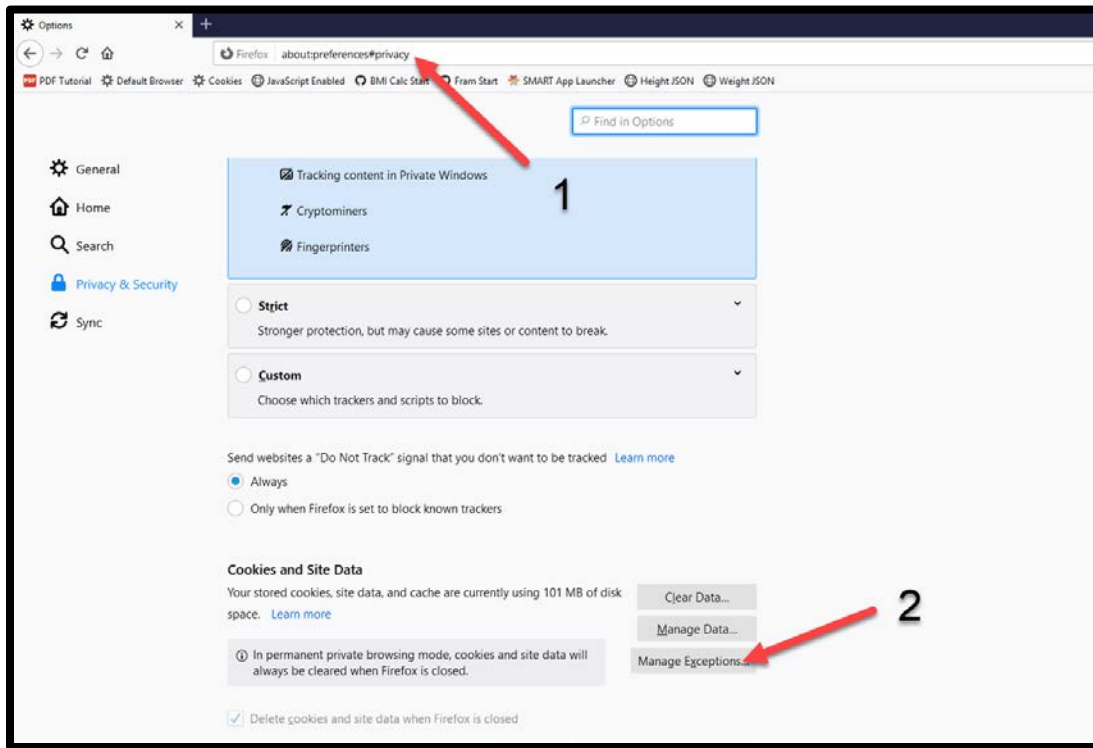 Options
Firefox about:preferences#privacy
PDF Tutorial Default Browser Cookies JavaScript Enabled BMI Calc Start Fram Start SMART App Launcher Height JSON Weight JSON
Find in Options
General
Home
Search
Privacy & Security
Sync
Tracking content in Private Windows
Cryptominers
Fingerprinters
1
Strict
Stronger protection, but may cause some sites or content to break.
Custom
Choose which trackers and scripts to block.
Send websites a "Do Not Track" signal that you don't want to be tracked Learn more
Always
Only when Firefox is set to block known trackers
Cookies and Site Data
Your stored cookies, site data, and cache are currently using 101 MB of disk
space. Learn more
Clear Data...
Manage Data...
Manage Exceptions...
2
In permanent private browsing mode, cookies and site data will
always be cleared when Firefox is closed.
Delete cookies and site data when Firefox is closed